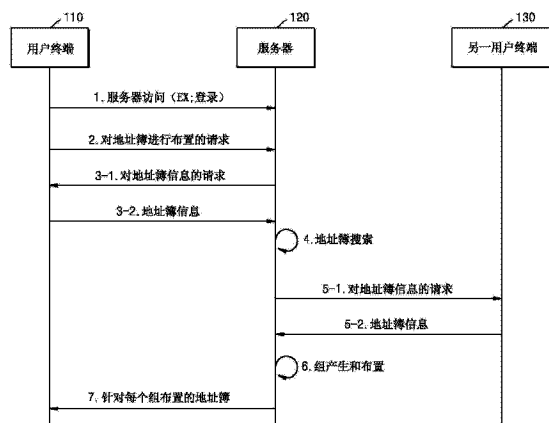 110
120
130
用户终端
服务器
另一用户终端
1.服务器访问（EX;登录）
2.对地址簿进行布置的请求
3-1.对地址簿信息的请求
3-2.地址簿信息
4.地址簿搜索
5-1.对地址簿信息的请求
5-2.地址簿信息
6.组产生和布置
7.针对每个组布置的地址簿